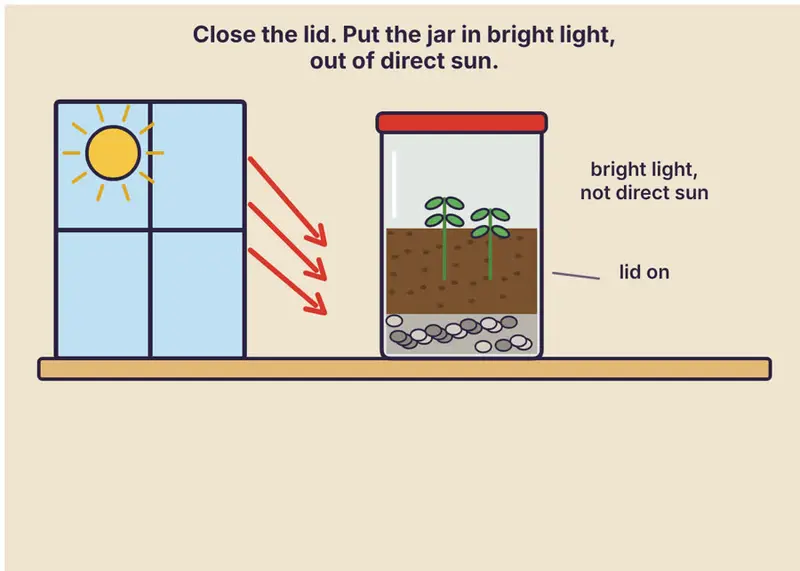 Close the lid. Put the jar in bright light,
out of direct sun.
bright light,
not direct sun
lid on